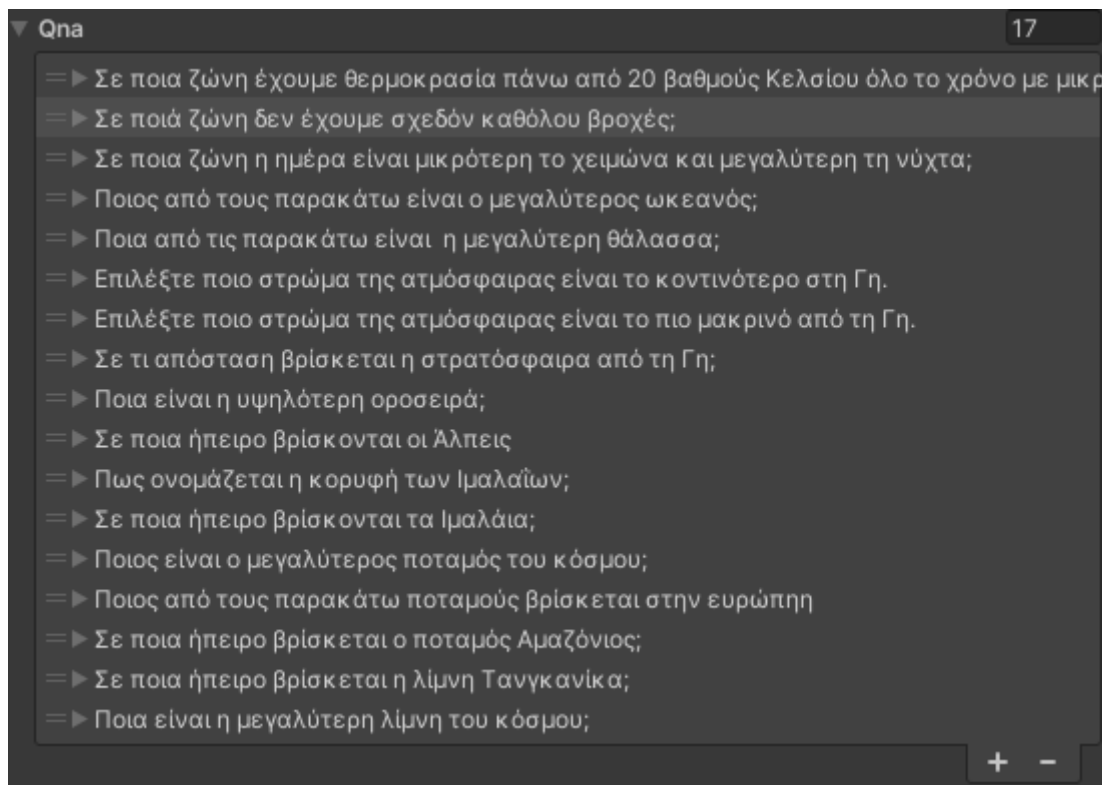 Qna 17
Σε ποια ζώνη έχουμε θερμοκρασία πάνω από 20 βαθμούς Κελσίου όλο το χρόνο με μικρ
Σε ποιά ζώνη δεν έχουμε σχεδόν καθόλου βροχές;
Σε ποια ζώνη η ημέρα είναι μικρότερη το χειμώνα και μεγαλύτερη τη νύχτα;
Ποιος από τους παρακάτω είναι ο μεγαλύτερος ωκεανός;
Ποια από τις παρακάτω είναι  η μεγαλύτερη θάλασσα;
Επιλέξτε ποιο στρώμα της ατμόσφαιρας είναι το κοντινότερο στη Γη.
Επιλέξτε ποιο στρώμα της ατμόσφαιρας είναι το πιο μακρινό από τη Γη.
Σε τι απόσταση βρίσκεται η στρατόσφαιρα από τη Γη;
Ποια είναι η υψηλότερη οροσειρά;
Σε ποια ήπειρο βρίσκονται οι Άλπεις
Πως ονομάζεται η κορυφή των Ιμαλαΐων;
Σε ποια ήπειρο βρίσκονται τα Ιμαλάια;
Ποιος είναι ο μεγαλύτερος ποταμός του κόσμου;
Ποιος από τους παρακάτω ποταμούς βρίσκεται στην ευρώπηη
Σε ποια ήπειρο βρίσκεται ο ποταμός Αμαζόνιος;
Σε ποια ήπειρο βρίσκεται η λίμνη Τανγκανίκα;
Ποια είναι η μεγαλύτερη λίμνη του κόσμου;